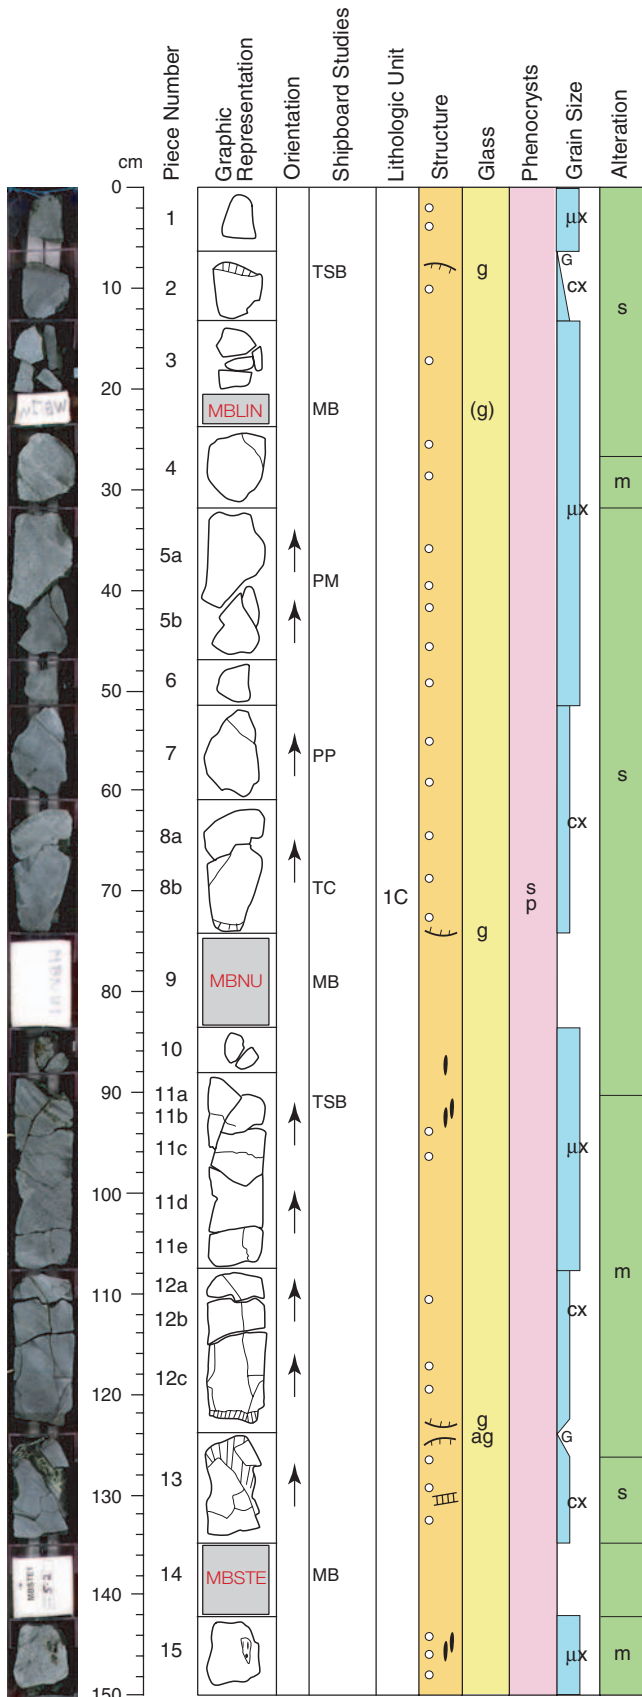 cm
Piece Number
Graphic
Representation
Orientation
Shipboard Studies
Lithologic Unit
Structure
Glass
Phenocrysts
Grain Size
Alteration
0
1
µx
TSB
g
G
10
2
cx
s
3
20
MBLIN
MB
(g)
4
m
30
µx
5a
PM
40
5b
6
50
7
PP
60
s
cx
8a
70
8b
TC
1C
s
p
g
9
MBNU
MB
80
10
90
11a
TSB
11b
11c
µx
100
11d
11e
m
12a
110
cx
12b
12c
120
g
ag
G
13
s
130
cx
14
MBSTE
MB
140
15
µx
m
150